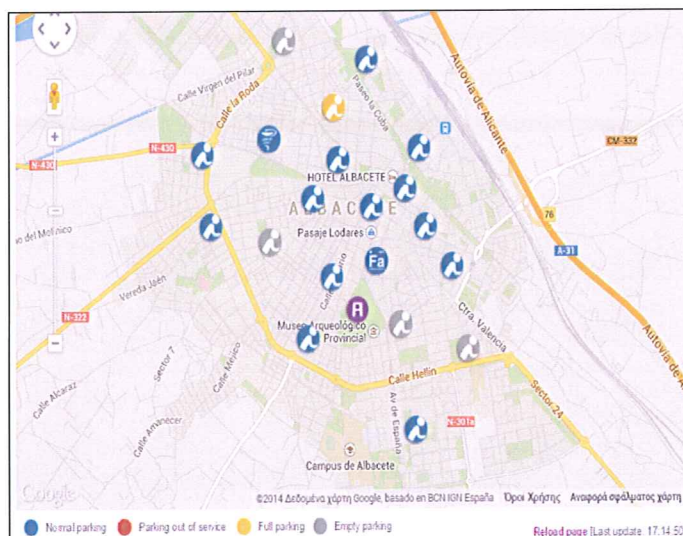 Autovía de Alicante
Calle Virgen del Pilar
Calle la Roda
Paseo la Cuba
CM-332
N-430
N-430
HOTEL ALBACETE
ALBACETE
76
Pasaje Lodares
A-31
Fa
Vereda Jaén
Ctra. Valencia
N-322
A
Museo Arqueológico
Provincial
Sector 7
Calle Méjico
Calle Hellín
Autovía de
Calle Alcaraz
Sector 24
Calle Amanecer
Av de España
N-301a
Campus de Albacete
Google
©2014 Δεδομένα χάρτη Google, basado en BCN IGN España Όροι Χρήσης Αναφορά σφάλματος χάρτη
Normal parking Parking out of service Full parking Empty parking
Reload page [Last update: 17:14:50